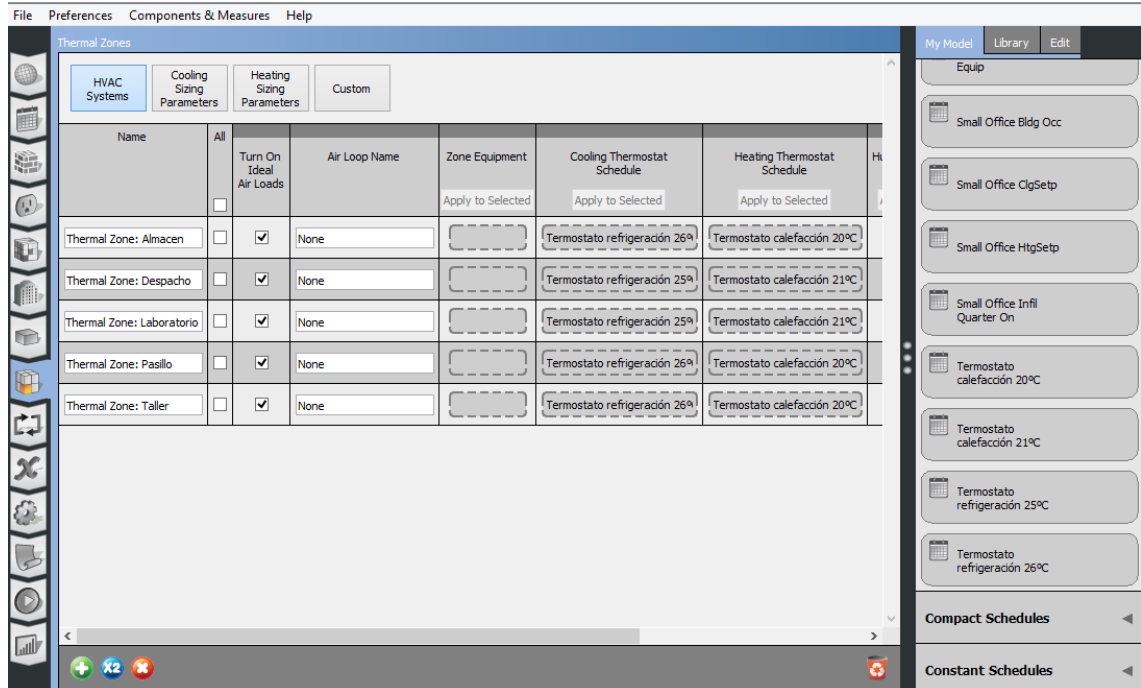 File Preferences Components & Measures Help
Thermal Zones
My Model Library Edit
HVAC
Systems
Cooling
Sizing
Parameters
Heating
Sizing
Parameters
Custom
Name
All
Turn On
Ideal
Air Loads
Air Loop Name
Zone Equipment
Cooling Thermostat
Schedule
Heating Thermostat
Schedule
Apply to Selected
Apply to Selected
Apply to Selected
Thermal Zone: Almacen None Termostato refrigeración 26º Termostato calefacción 20ºC
Thermal Zone: Despacho None Termostato refrigeración 25º Termostato calefacción 21ºC
Thermal Zone: Laboratorio None Termostato refrigeración 25º Termostato calefacción 21ºC
Thermal Zone: Pasillo None Termostato refrigeración 26º Termostato calefacción 20ºC
Thermal Zone: Taller None Termostato refrigeración 26º Termostato calefacción 20ºC
X2
Equip
Small Office Bldg Occ
Small Office ClgSetp
Small Office HtgSetp
Small Office Infil
Quarter On
Termostato
calefacción 20ºC
Termostato
calefacción 21ºC
Termostato
refrigeración 25ºC
Termostato
refrigeración 26ºC
Compact Schedules
Constant Schedules